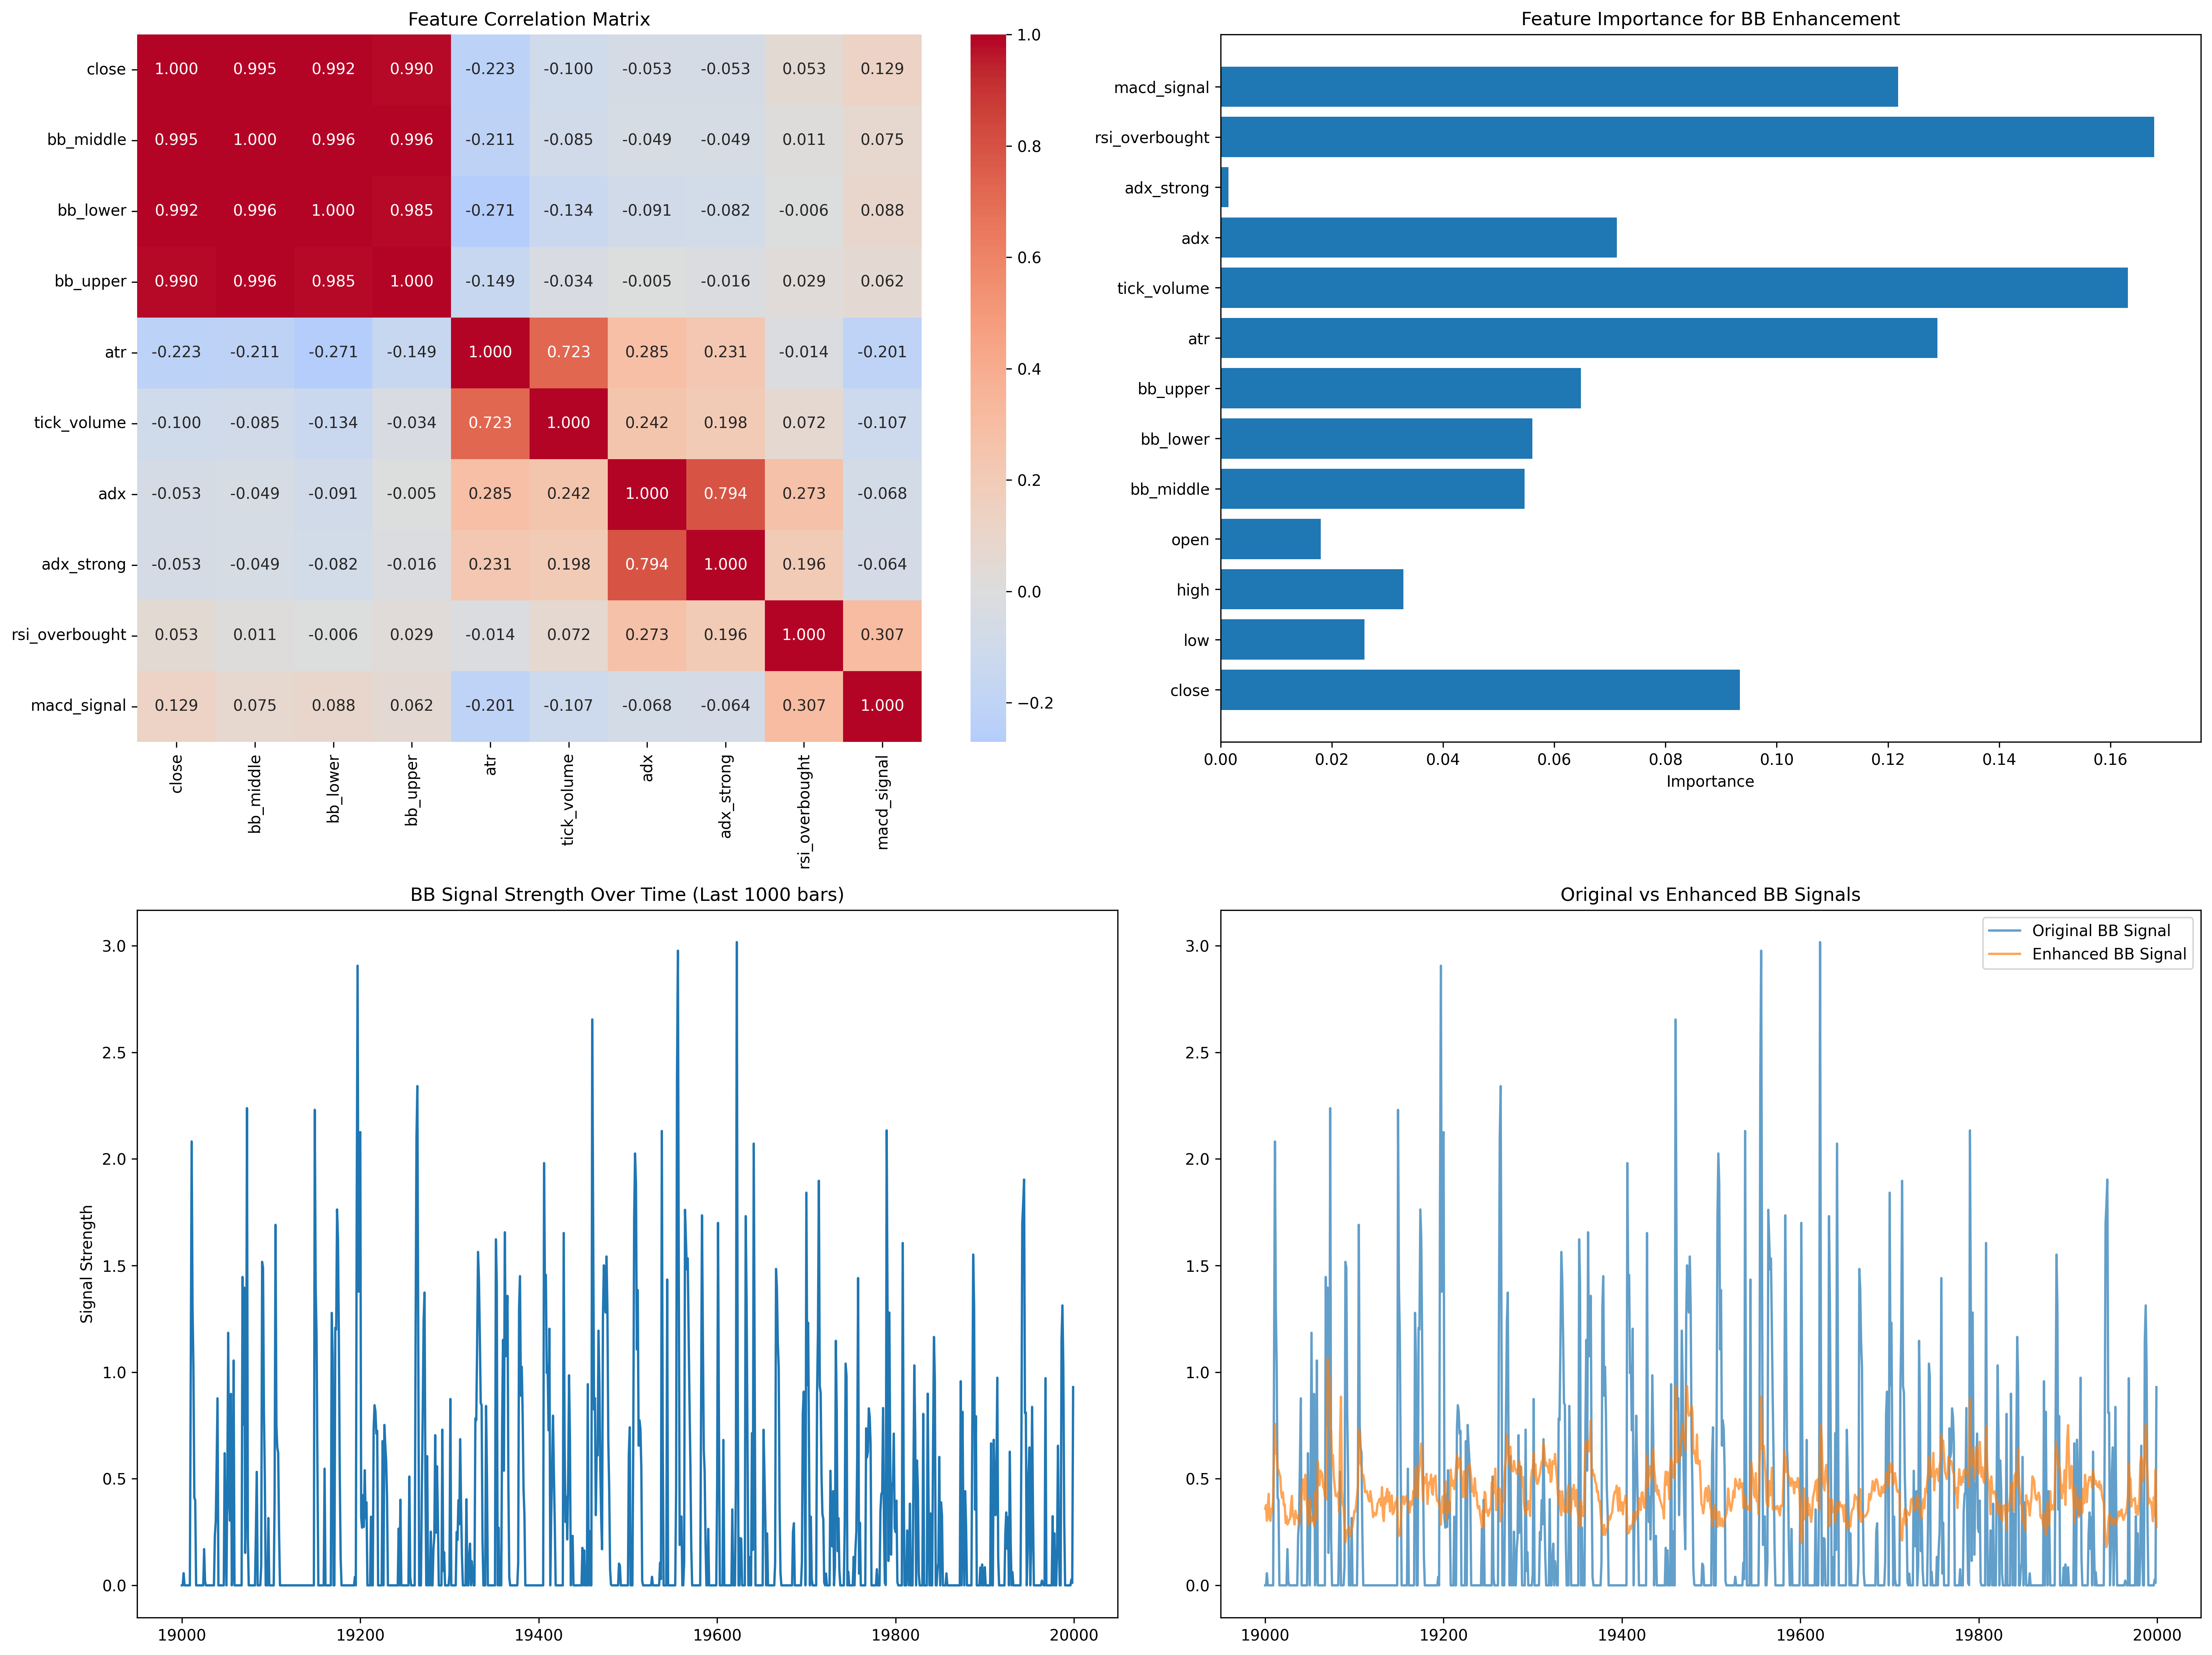 Feature Correlation Matrix
close 1.000 0.995 0.992 0.990 -0.223 -0.100 -0.053 -0.053 0.053 0.129
bb_middle 0.995 1.000 0.996 0.996 -0.211 -0.085 -0.049 -0.049 0.011 0.075
bb_lower 0.992 0.996 1.000 0.985 -0.271 -0.134 -0.091 -0.082 -0.006 0.088
bb_upper 0.990 0.996 0.985 1.000 -0.149 -0.034 -0.005 -0.016 0.029 0.062
atr -0.223 -0.211 -0.271 -0.149 1.000 0.723 0.285 0.231 -0.014 -0.201
tick_volume -0.100 -0.085 -0.134 -0.034 0.723 1.000 0.242 0.198 0.072 -0.107
adx -0.053 -0.049 -0.091 -0.005 0.285 0.242 1.000 0.794 0.273 -0.068
adx_strong -0.053 -0.049 -0.082 -0.016 0.231 0.198 0.794 1.000 0.196 -0.064
rsi_overbought 0.053 0.011 -0.006 0.029 -0.014 0.072 0.273 0.196 1.000 0.307
macd_signal 0.129 0.075 0.088 0.062 -0.201 -0.107 -0.068 -0.064 0.307 1.000
close bb_middle bb_lower bb_upper atr tick_volume adx adx_strong rsi_overbought macd_signal
1.0
0.8
0.6
0.4
0.2
0.0
−0.2
Feature Importance for BB Enhancement
macd_signal
rsi_overbought
adx_strong
adx
tick_volume
atr
bb_upper
bb_lower
bb_middle
open
high
low
close
0.00 0.02 0.04 0.06 0.08 0.10 0.12 0.14 0.16
Importance
BB Signal Strength Over Time (Last 1000 bars)
Signal Strength
3.0
2.5
2.0
1.5
1.0
0.5
0.0
19000 19200 19400 19600 19800 20000
Original vs Enhanced BB Signals
Original BB Signal
Enhanced BB Signal
3.0
2.5
2.0
1.5
1.0
0.5
0.0
19000 19200 19400 19600 19800 20000